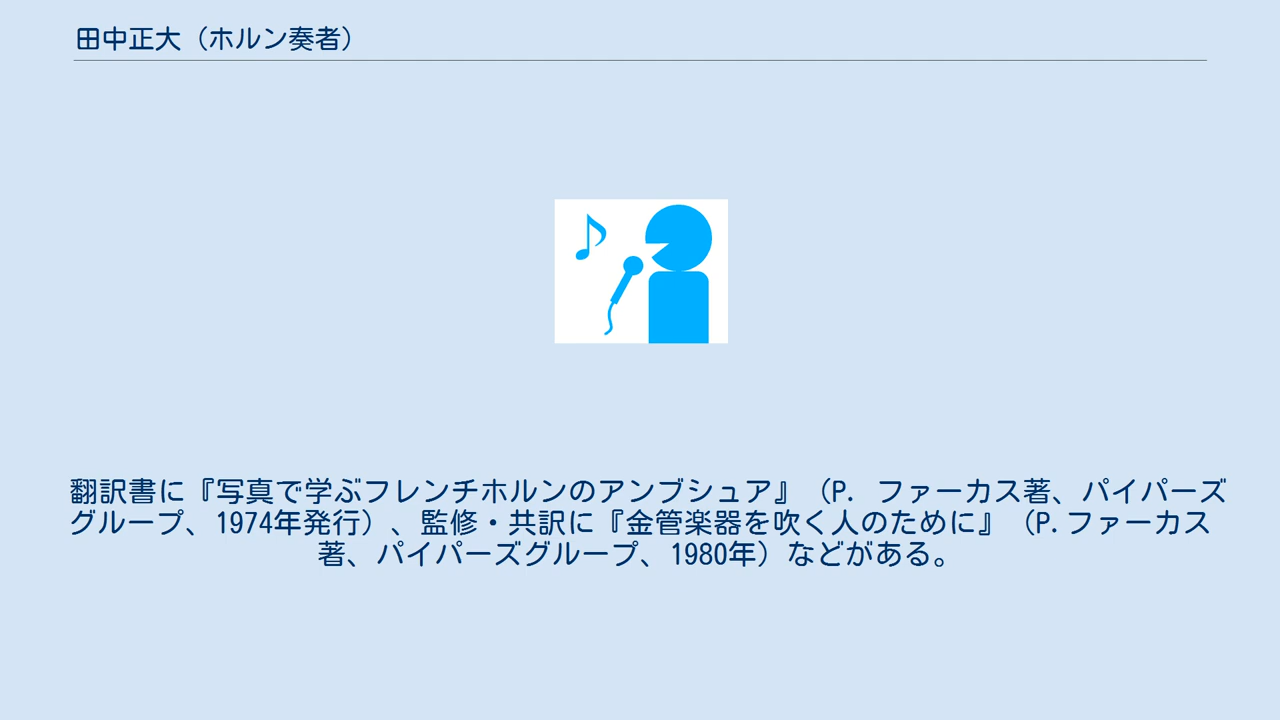 田中正大（ホルン奏者）
翻訳書に『写真で学ぶフレンチホルンのアンブシュア』（P. ファーカス著、パイパーズ
グループ、1974年発行）、監修・共訳に『金管楽器を吹く人のために』（P.ファーカス
著、パイパーズグループ、1980年）などがある。